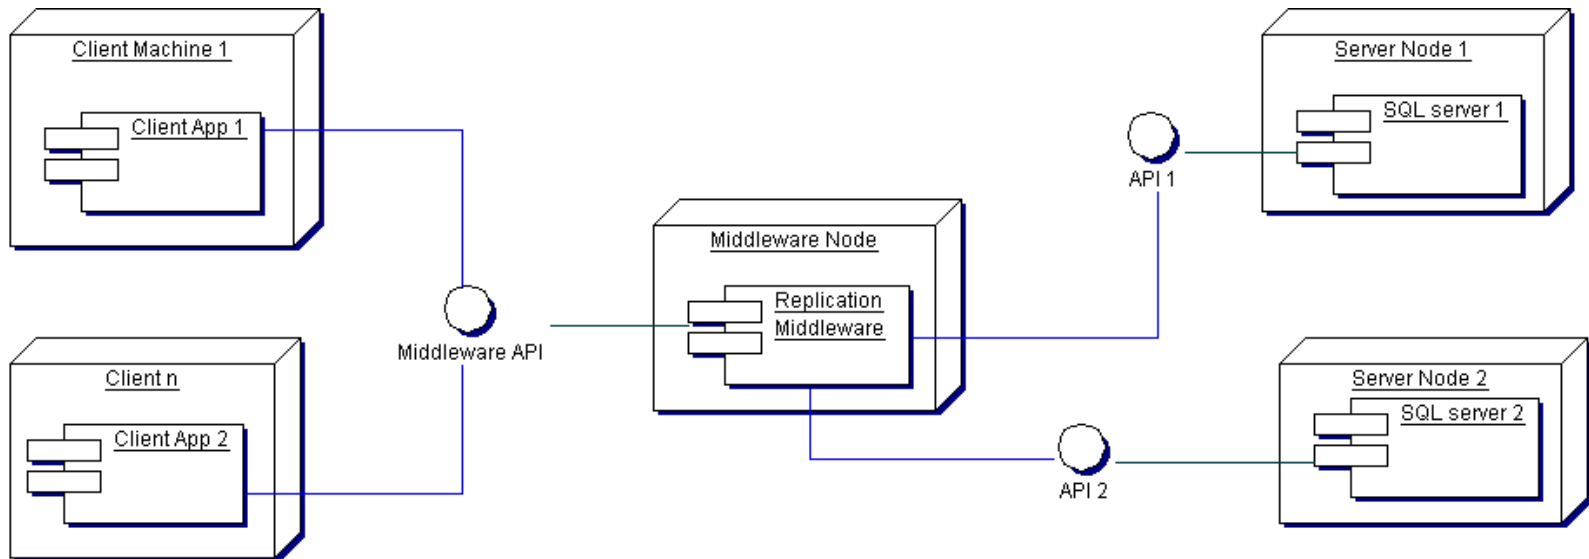 Client Machine 1
Client App 1
Client n
Client App 2
Middleware API
Middleware Node
Replication
Middleware
API 1
API 2
Server Node 1
SQL server 1
Server Node 2
SQL server 2